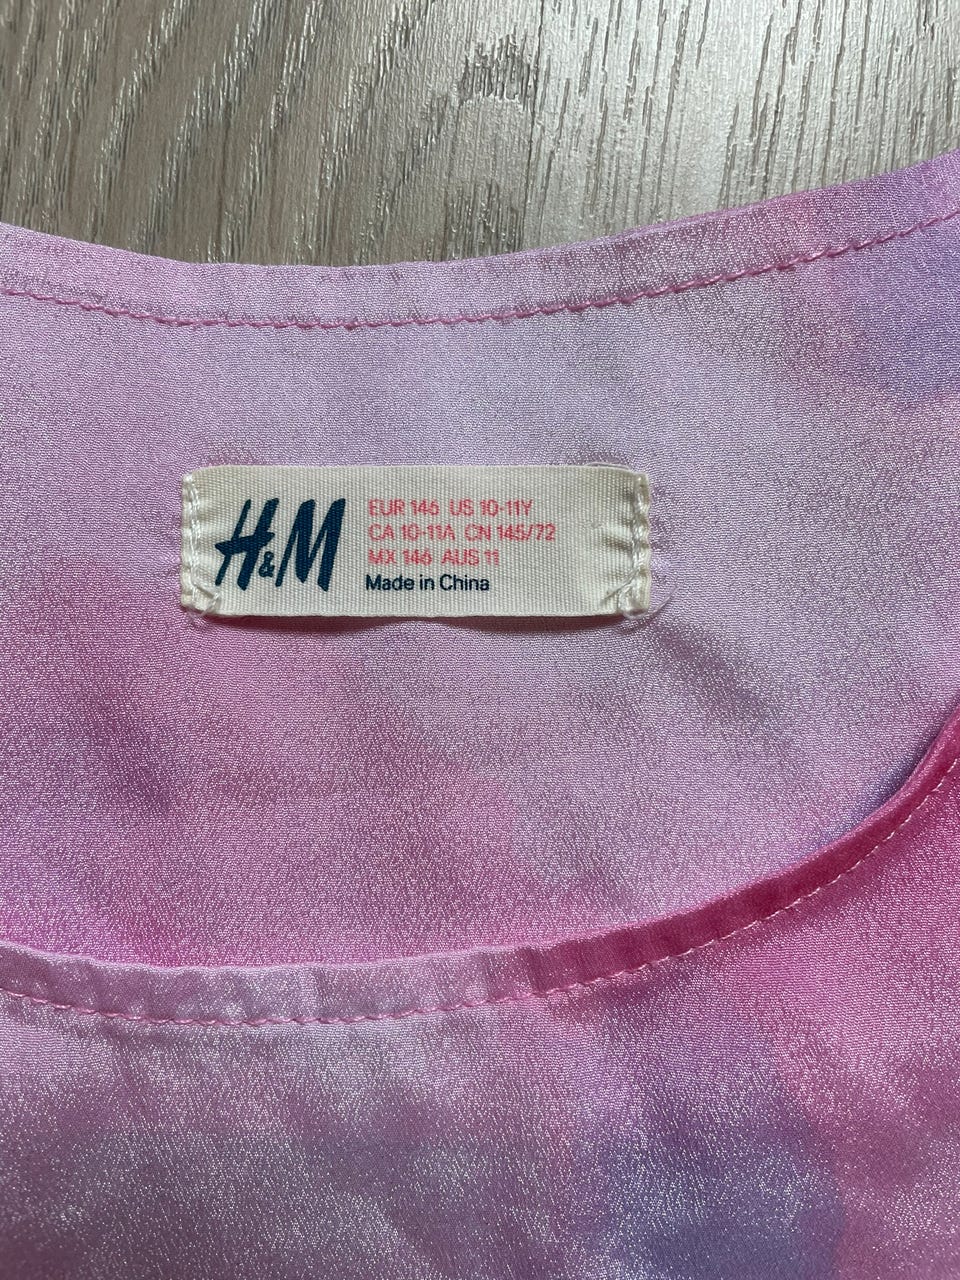 H&M
EUR 146 US 10-11Y
CA 10-11A CN 145/72
MX 146 AUS 11
Made in China